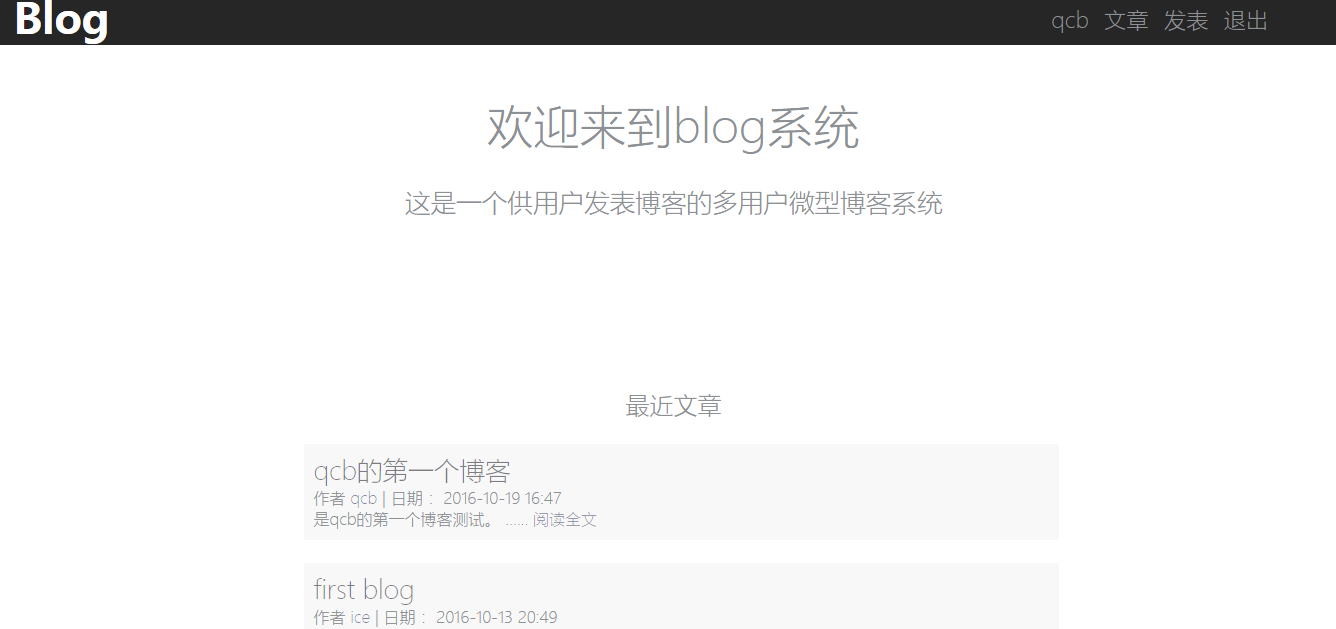 Blog
qcb 文章 发表 退出
欢迎来到blog系统
这是一个供用户发表博客的多用户微型博客系统
最近文章
qcb的第一个博客
作者 qcb | 日期 ：2016-10-19 16:47
是qcb的第一个博客测试。 ...... 阅读全文
first blog
作者 ice | 日期 ：2016-10-13 20:49